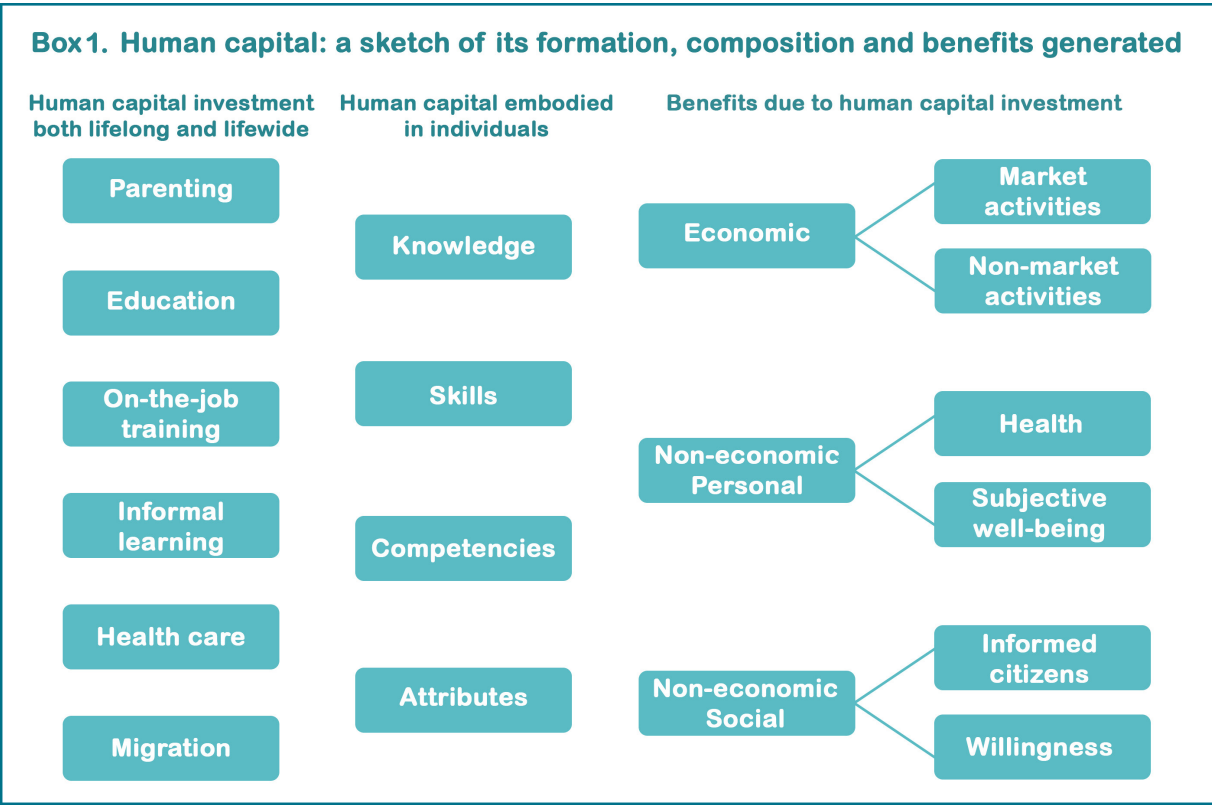 Box1. Human capital: a sketch of its formation, composition and benefits generated
Human capital investment
both lifelong and lifewide
Parenting
Education
On-the-job
training
Informal
learning
Health care
Migration
Human capital embodied
in individuals
Knowledge
Skills
Competencies
Attributes
Benefits due to human capital investment
Economic
Market
activities
Non-market
activities
Non-economic
Personal
Health
Subjective
well-being
Non-economic
Social
Informed
citizens
Willingness